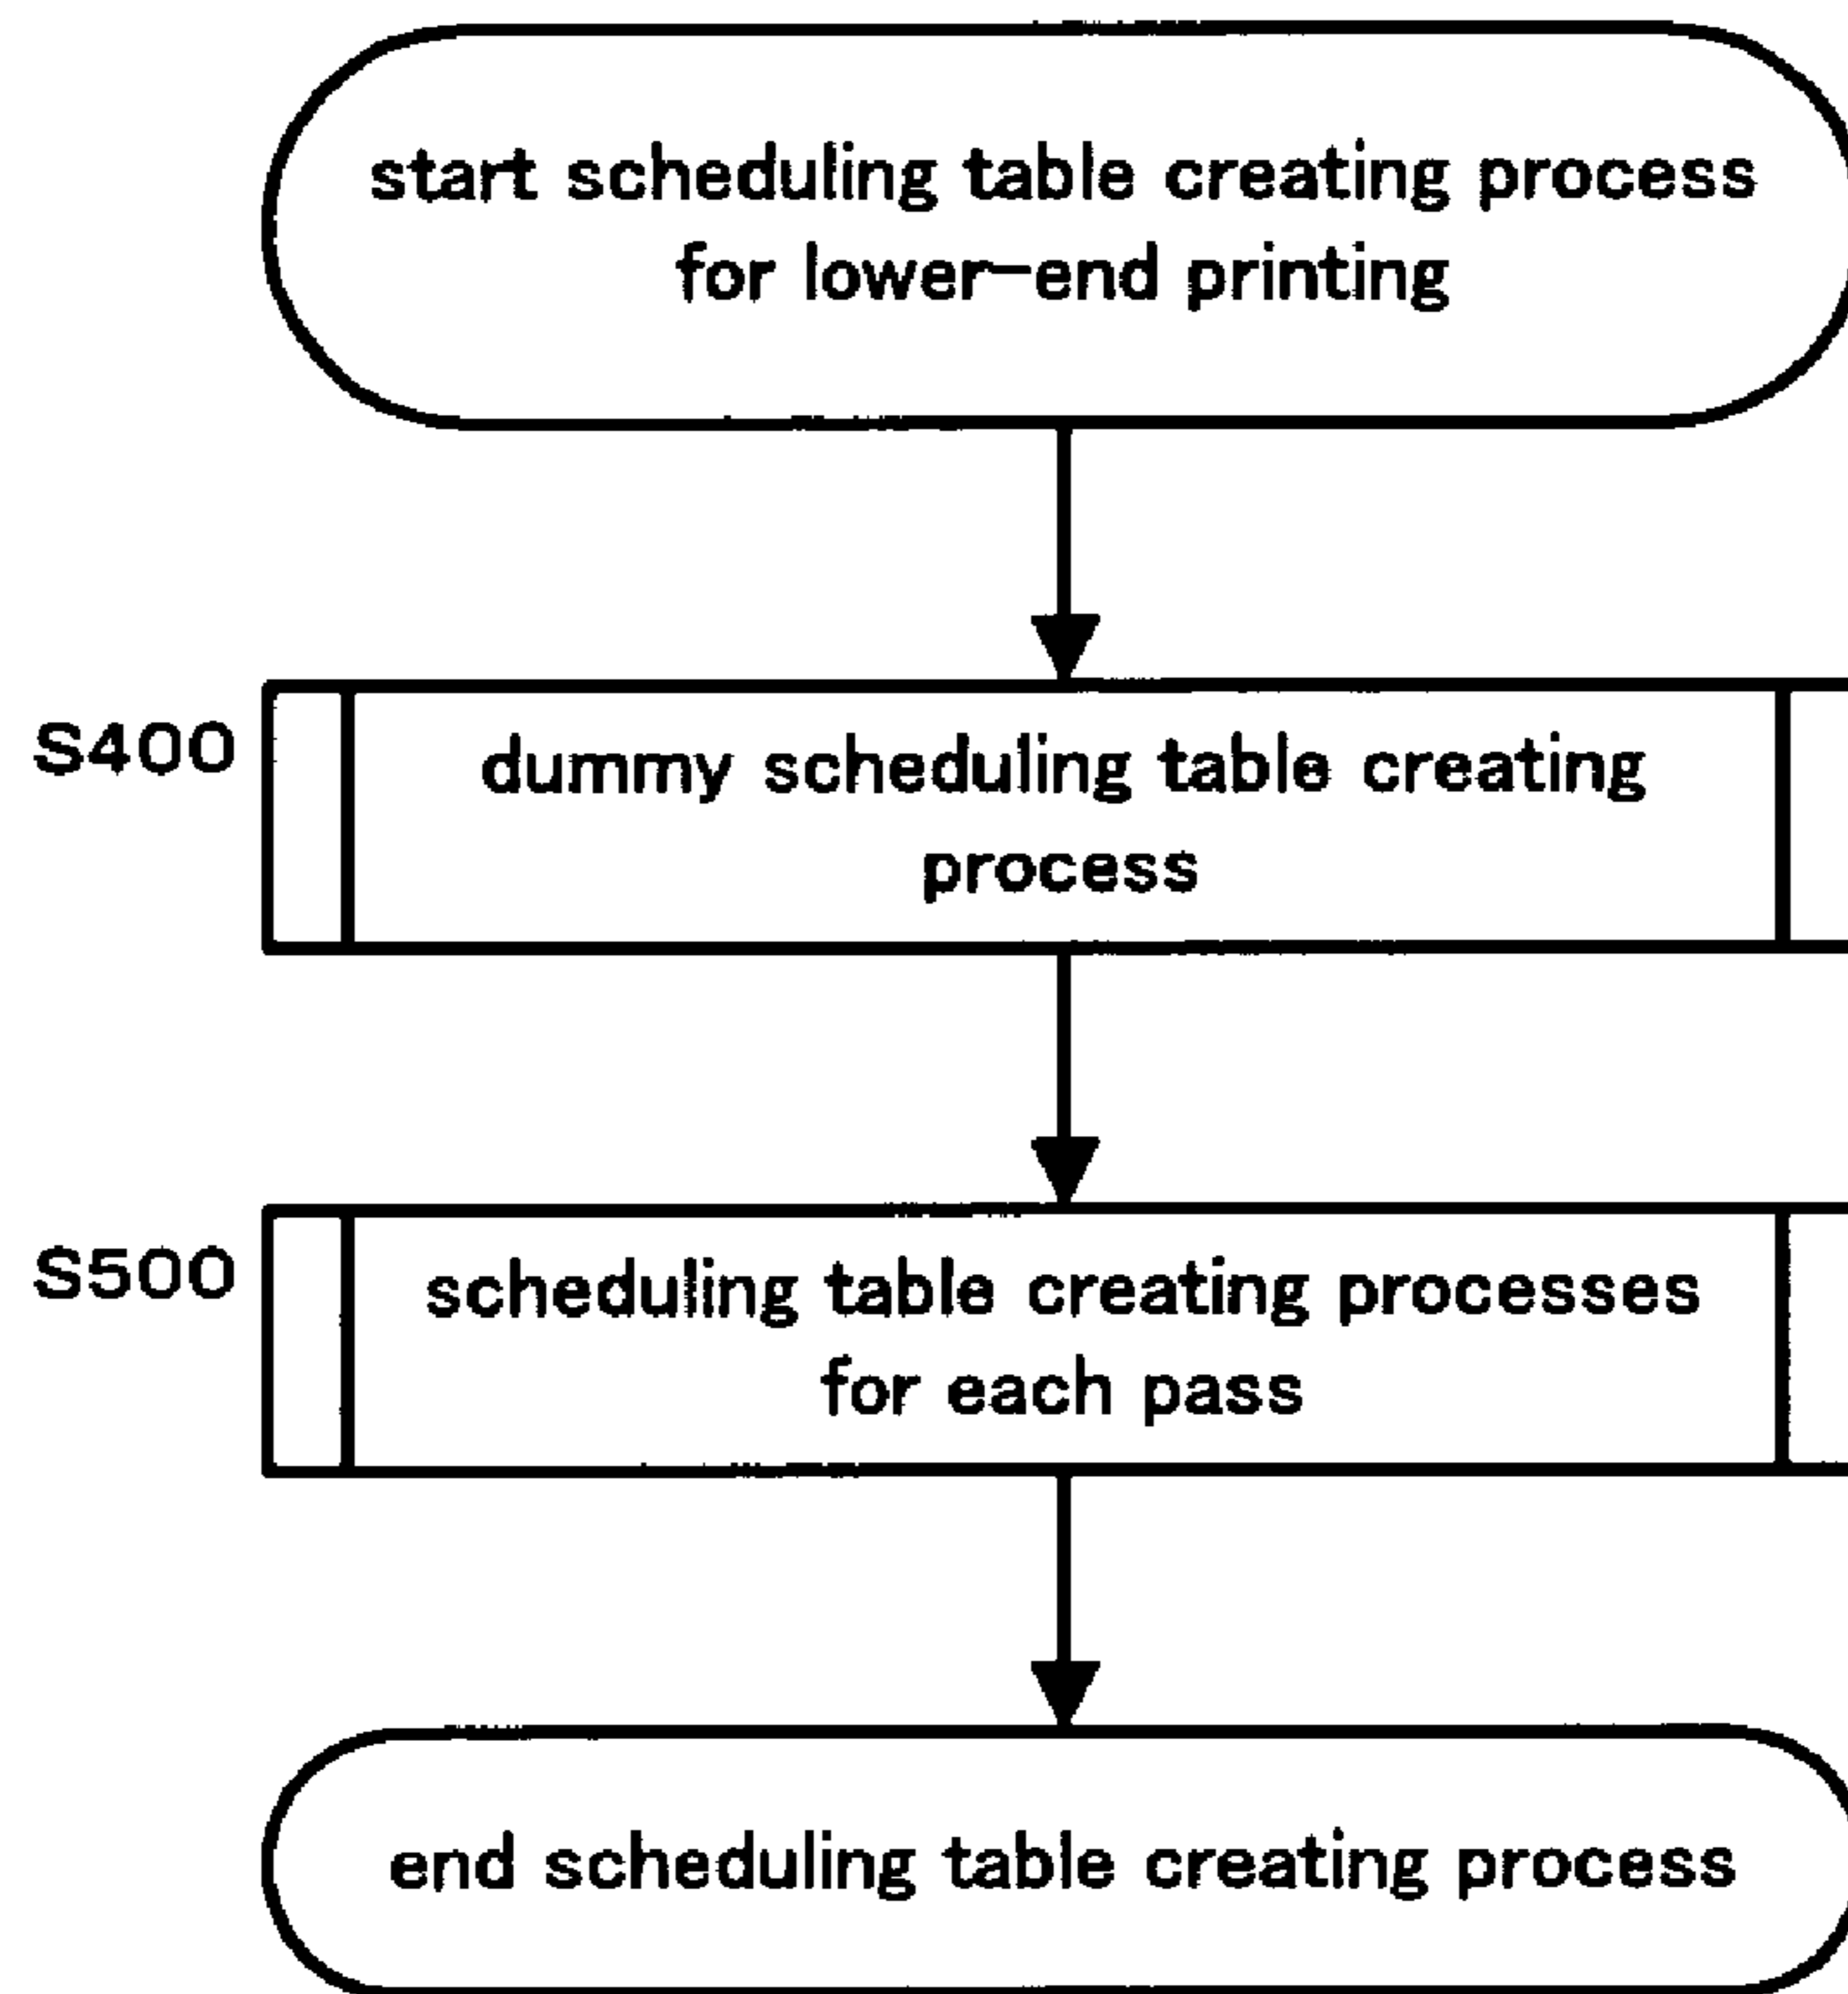 start scheduling table creating process
for lower-end printing
S400
dummy scheduling table creating
process
S500
scheduling table creating processes
for each pass
end scheduling table creating process